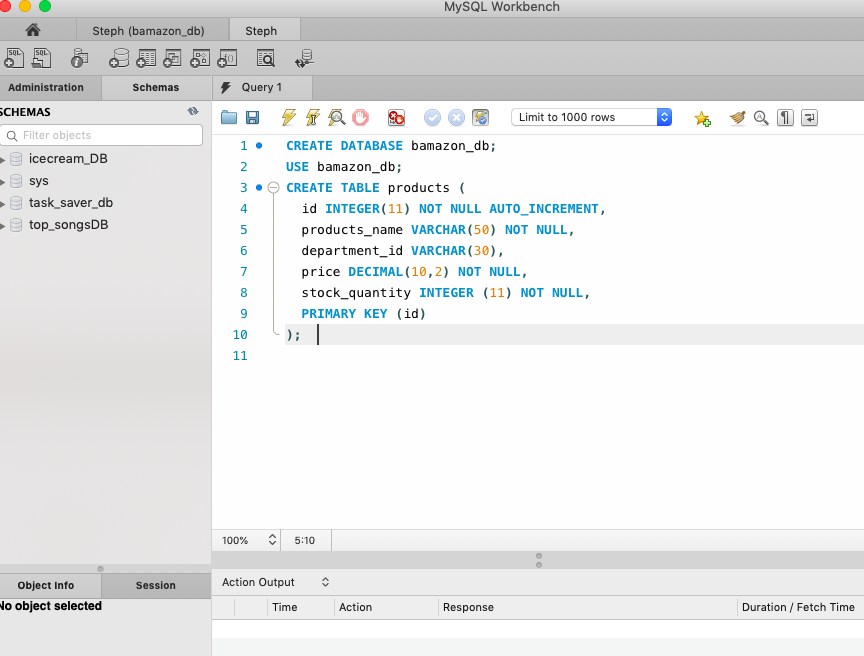 MySQL Workbench
Steph (bamazon_db)
Steph
SQL
SQL
Administration
Schemas
Query 1
SCHEMAS
Filter objects
icecream_DB
sys
task_saver_db
top_songsDB
Limit to 1000 rows
1 CREATE DATABASE bamazon_db;
2 USE bamazon_db;
3 CREATE TABLE products (
4 id INTEGER(11) NOT NULL AUTO_INCREMENT,
5 products_name VARCHAR(50) NOT NULL,
6 department_id VARCHAR(30),
7 price DECIMAL(10,2) NOT NULL,
8 stock_quantity INTEGER (11) NOT NULL,
9 PRIMARY KEY (id)
10 );
11
100%
5:10
Object Info
Session
No object selected
Action Output
Time
Action
Response
Duration / Fetch Time